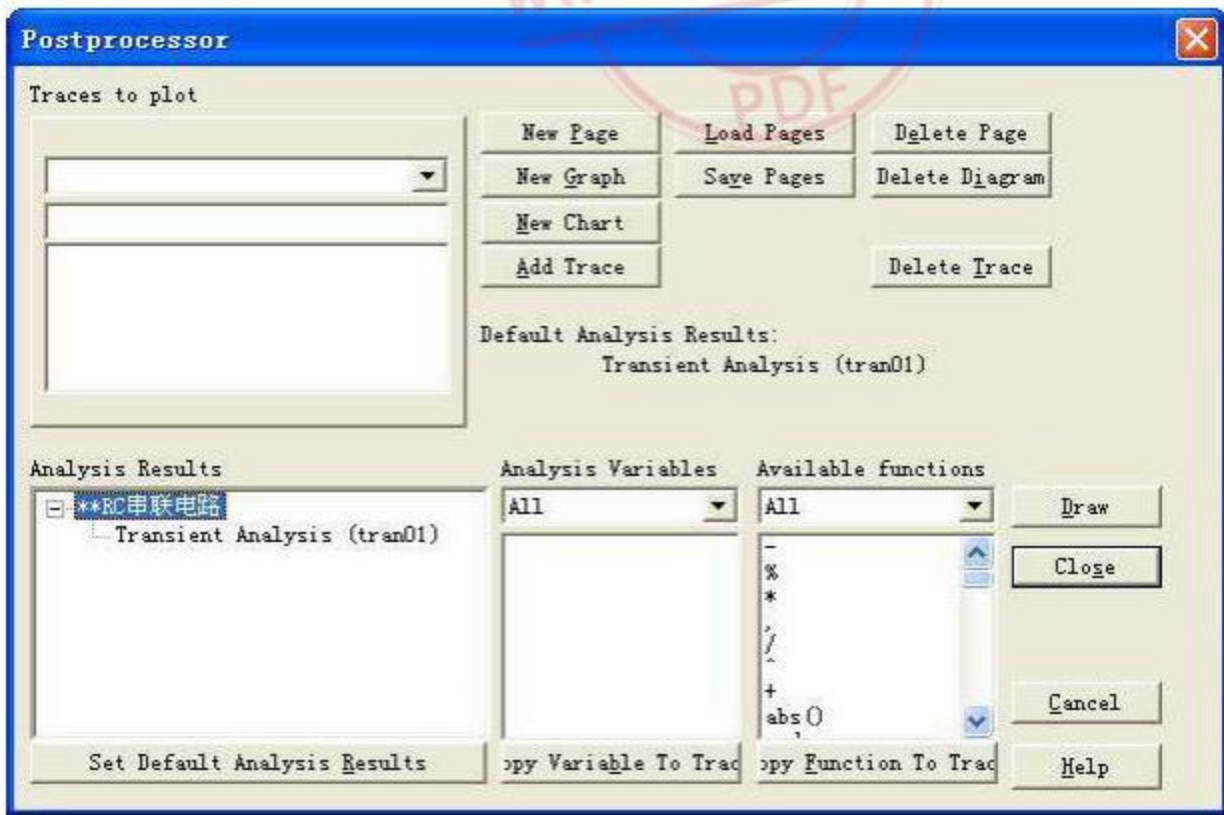 Postprocessor
Traces to plot
New Page
Load Pages
Delete Page
New Graph
Save Pages
Delete Diagram
New Chart
Add Trace
Delete Trace
Default Analysis Results:
Transient Analysis (tran01)
Analysis Results
Analysis Variables
Available functions
**RC串联电路
Transient Analysis (tran01)
All
All
-
%
*
,
/
^
+
abs()
Draw
Close
Cancel
Help
Set Default Analysis Results
opy Variable To Trac
opy Function To Trac
PDF